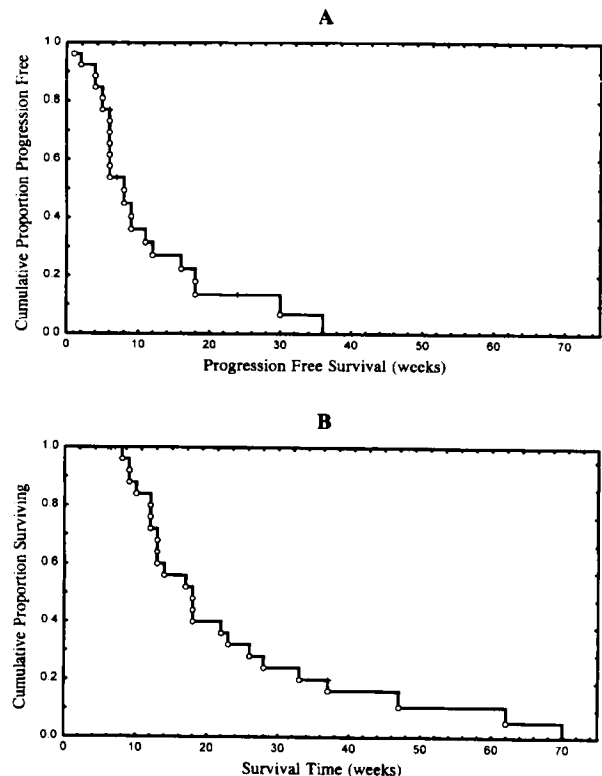 A
Cumulative Proportion Progression Free
1.0
0.8
0.6
0.4
0.2
0.0
0 10 20 30 40 50 60 70
Progression Free Survival (weeks)
B
Cumulative Proportion Surviving
1.0
0.8
0.6
0.4
0.2
0.0
0 10 20 30 40 50 60 70
Survival Time (weeks)